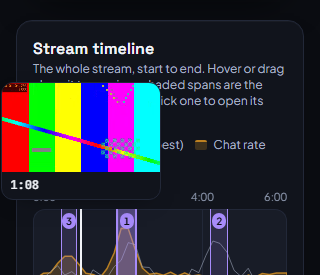 Stream timeline
The whole stream, start to end. Hover or drag
haded spans are the
ick one to open its
est) Chat rate
1:08
4:00 6:00
3 1 2